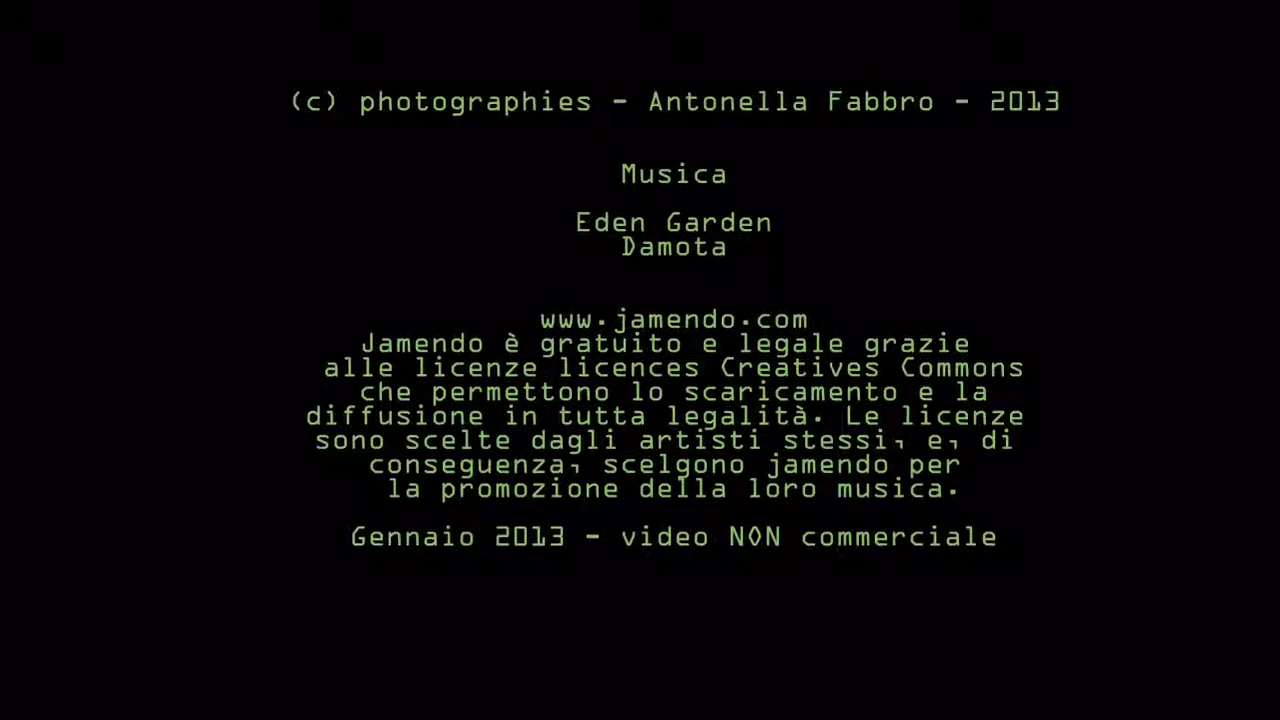 (c) photographies - Antonella Fabbro - 2013
Musica
Eden Garden
Damota
www.jamendo.com
Jamendo è gratuito e legale grazie
alle licenze licences Creatives Commons
che permettono lo scaricamento e la
diffusione in tutta legalità. Le licenze
sono scelte dagli artisti stessi, e, di
conseguenza, scelgono jamendo per
la promozione della loro musica.
Gennaio 2013 - video NON commerciale